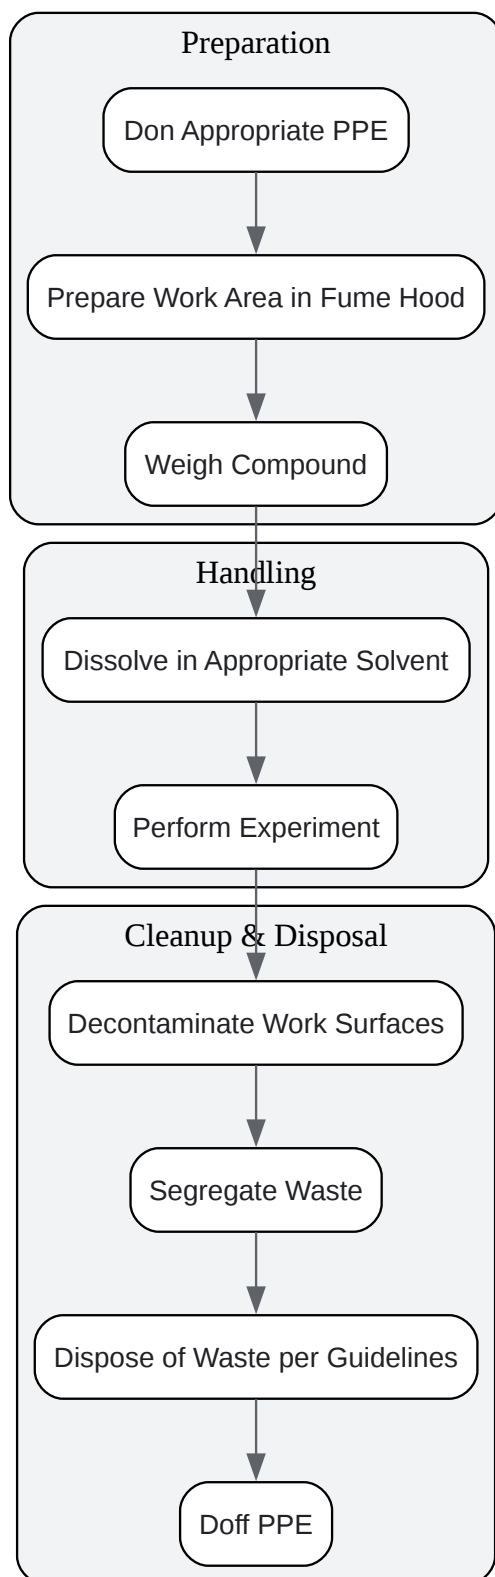 Preparation
Don Appropriate PPE
Prepare Work Area in Fume Hood
Weigh Compound
Handling
Dissolve in Appropriate Solvent
Perform Experiment
Cleanup & Disposal
Decontaminate Work Surfaces
Segregate Waste
Dispose of Waste per Guidelines
Doff PPE